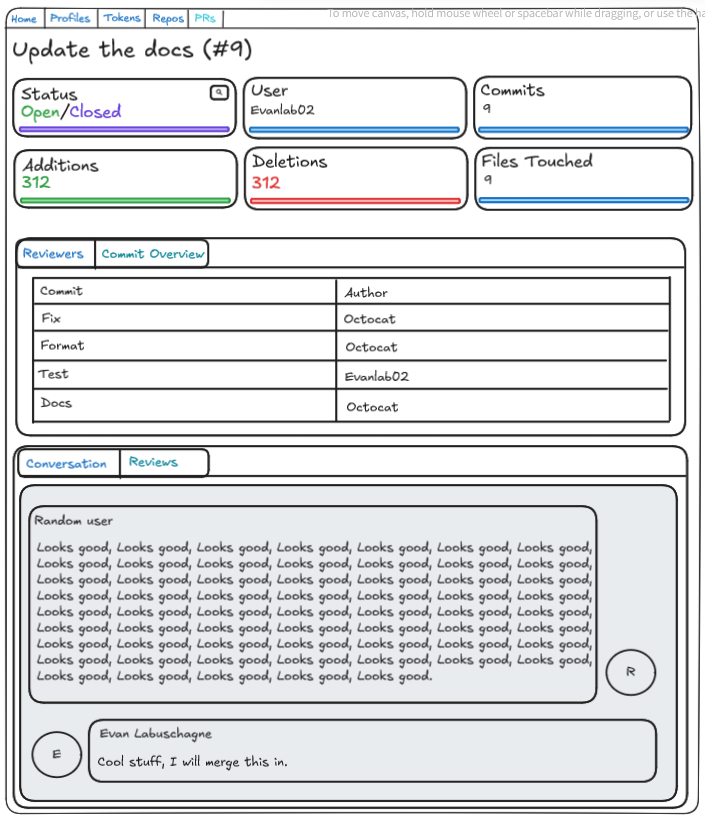 To move canvas, hold mouse wheel or spacebar while dragging, or use the ha
Home Profiles Tokens Repos PRs
Update the docs (#9)
Status User Commits
Open/Closed Evanlab02 9
Additions Deletions Files Touched
312 312 9
Reviewers Commit Overview
Commit Author
Fix Octocat
Format Octocat
Test Evanlab02
Docs Octocat
Conversation Reviews
Random user
Looks good, Looks good, Looks good, Looks good, Looks good, Looks good, Looks good,
Looks good, Looks good, Looks good, Looks good, Looks good, Looks good, Looks good,
Looks good, Looks good, Looks good, Looks good, Looks good, Looks good, Looks good,
Looks good, Looks good, Looks good, Looks good, Looks good, Looks good, Looks good,
Looks good, Looks good, Looks good, Looks good, Looks good, Looks good, Looks good,
Looks good, Looks good, Looks good, Looks good, Looks good, Looks good, Looks good,
Looks good, Looks good, Looks good, Looks good, Looks good, Looks good, Looks good,
Looks good, Looks good, Looks good, Looks good, Looks good, Looks good, Looks good,
Looks good, Looks good, Looks good, Looks good, Looks good.
R
Evan Labuschagne
E
Cool stuff, I will merge this in.